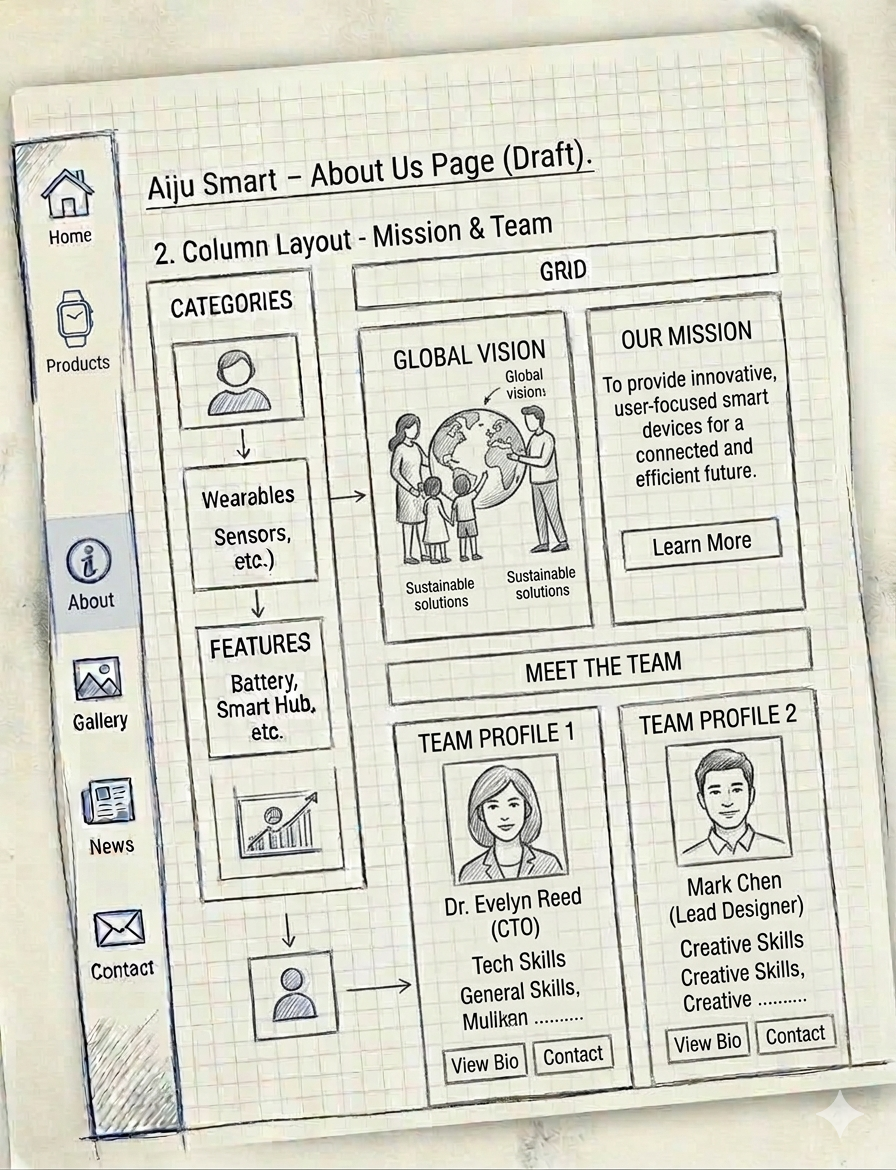 Aiju Smart – About Us Page (Draft).
2. Column Layout - Mission & Team
Home
Products
About
Gallery
News
Contact
CATEGORIES
Wearables
Sensors,
etc.)
FEATURES
Battery,
Smart Hub,
etc.
GRID
GLOBAL VISION
Global
vision:
Sustainable
solutions
Sustainable
solutions
OUR MISSION
To provide innovative,
user-focused smart
devices for a
connected and
efficient future.
Learn More
MEET THE TEAM
TEAM PROFILE 1
Dr. Evelyn Reed
(CTO)
Tech Skills
General Skills,
Mulikan ..........
View Bio
Contact
TEAM PROFILE 2
Mark Chen
(Lead Designer)
Creative Skills
Creative Skills,
Creative ..........
View Bio
Contact